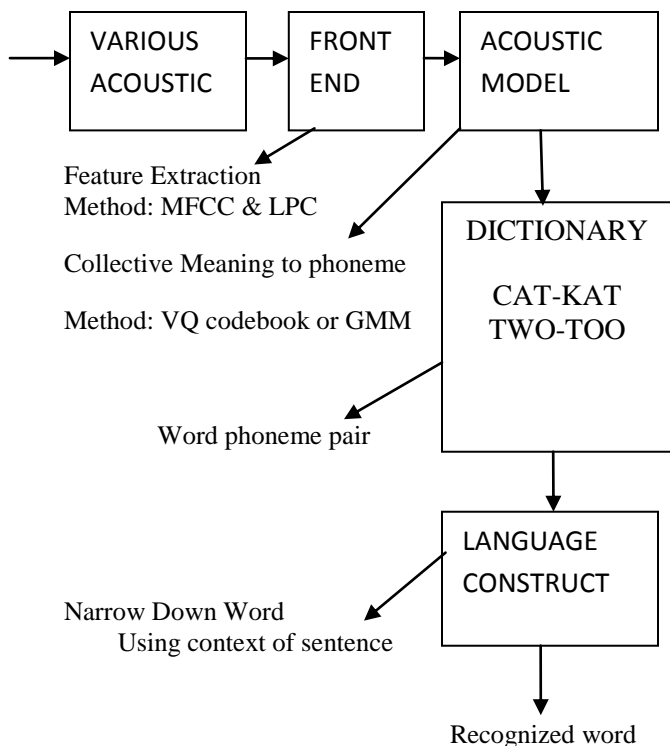 VARIOUS
ACOUSTIC
FRONT
END
ACOUSTIC
MODEL
Feature Extraction
Method: MFCC & LPC
Collective Meaning to phoneme
Method: VQ codebook or GMM
DICTIONARY
CAT-KAT
TWO-TOO
Word phoneme pair
LANGUAGE
CONSTRUCT
Narrow Down Word
Using context of sentence
Recognized word